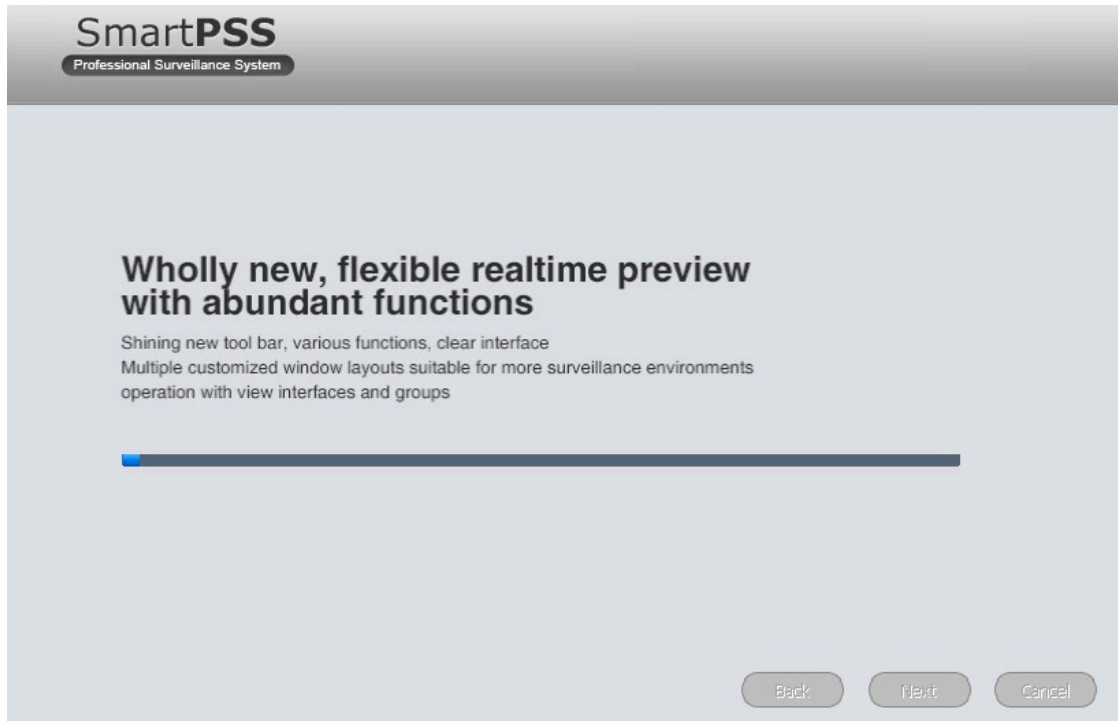 SmartPSS
Professional Surveillance System
Wholly new, flexible realtime preview
with abundant functions
Shining new tool bar, various functions, clear interface
Multiple customized window layouts suitable for more surveillance environments
operation with view interfaces and groups
Back Next Cancel